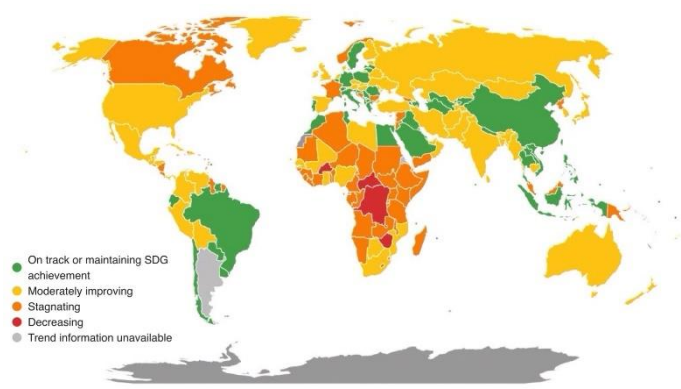 On track or maintaining SDG
achievement
Moderately improving
Stagnating
Decreasing
Trend information unavailable